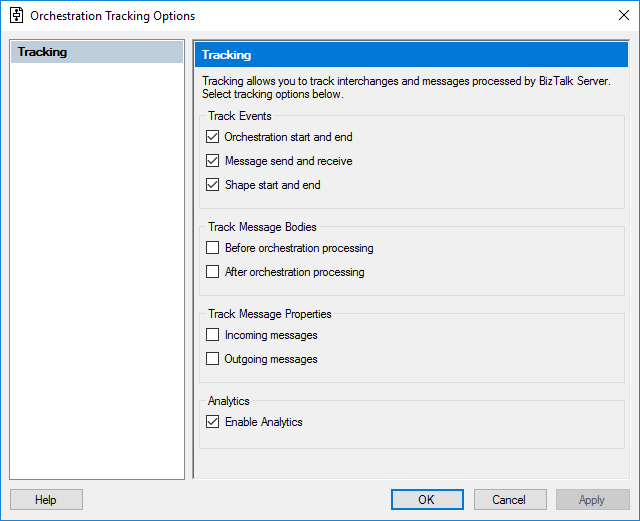 Orchestration Tracking Options
Tracking
Tracking
Tracking allows you to track interchanges and messages processed by BizTalk Server.
Select tracking options below.
Track Events
Orchestration start and end
Message send and receive
Shape start and end
Track Message Bodies
Before orchestration processing
After orchestration processing
Track Message Properties
Incoming messages
Outgoing messages
Analytics
Enable Analytics
Help
OK
Cancel
Apply